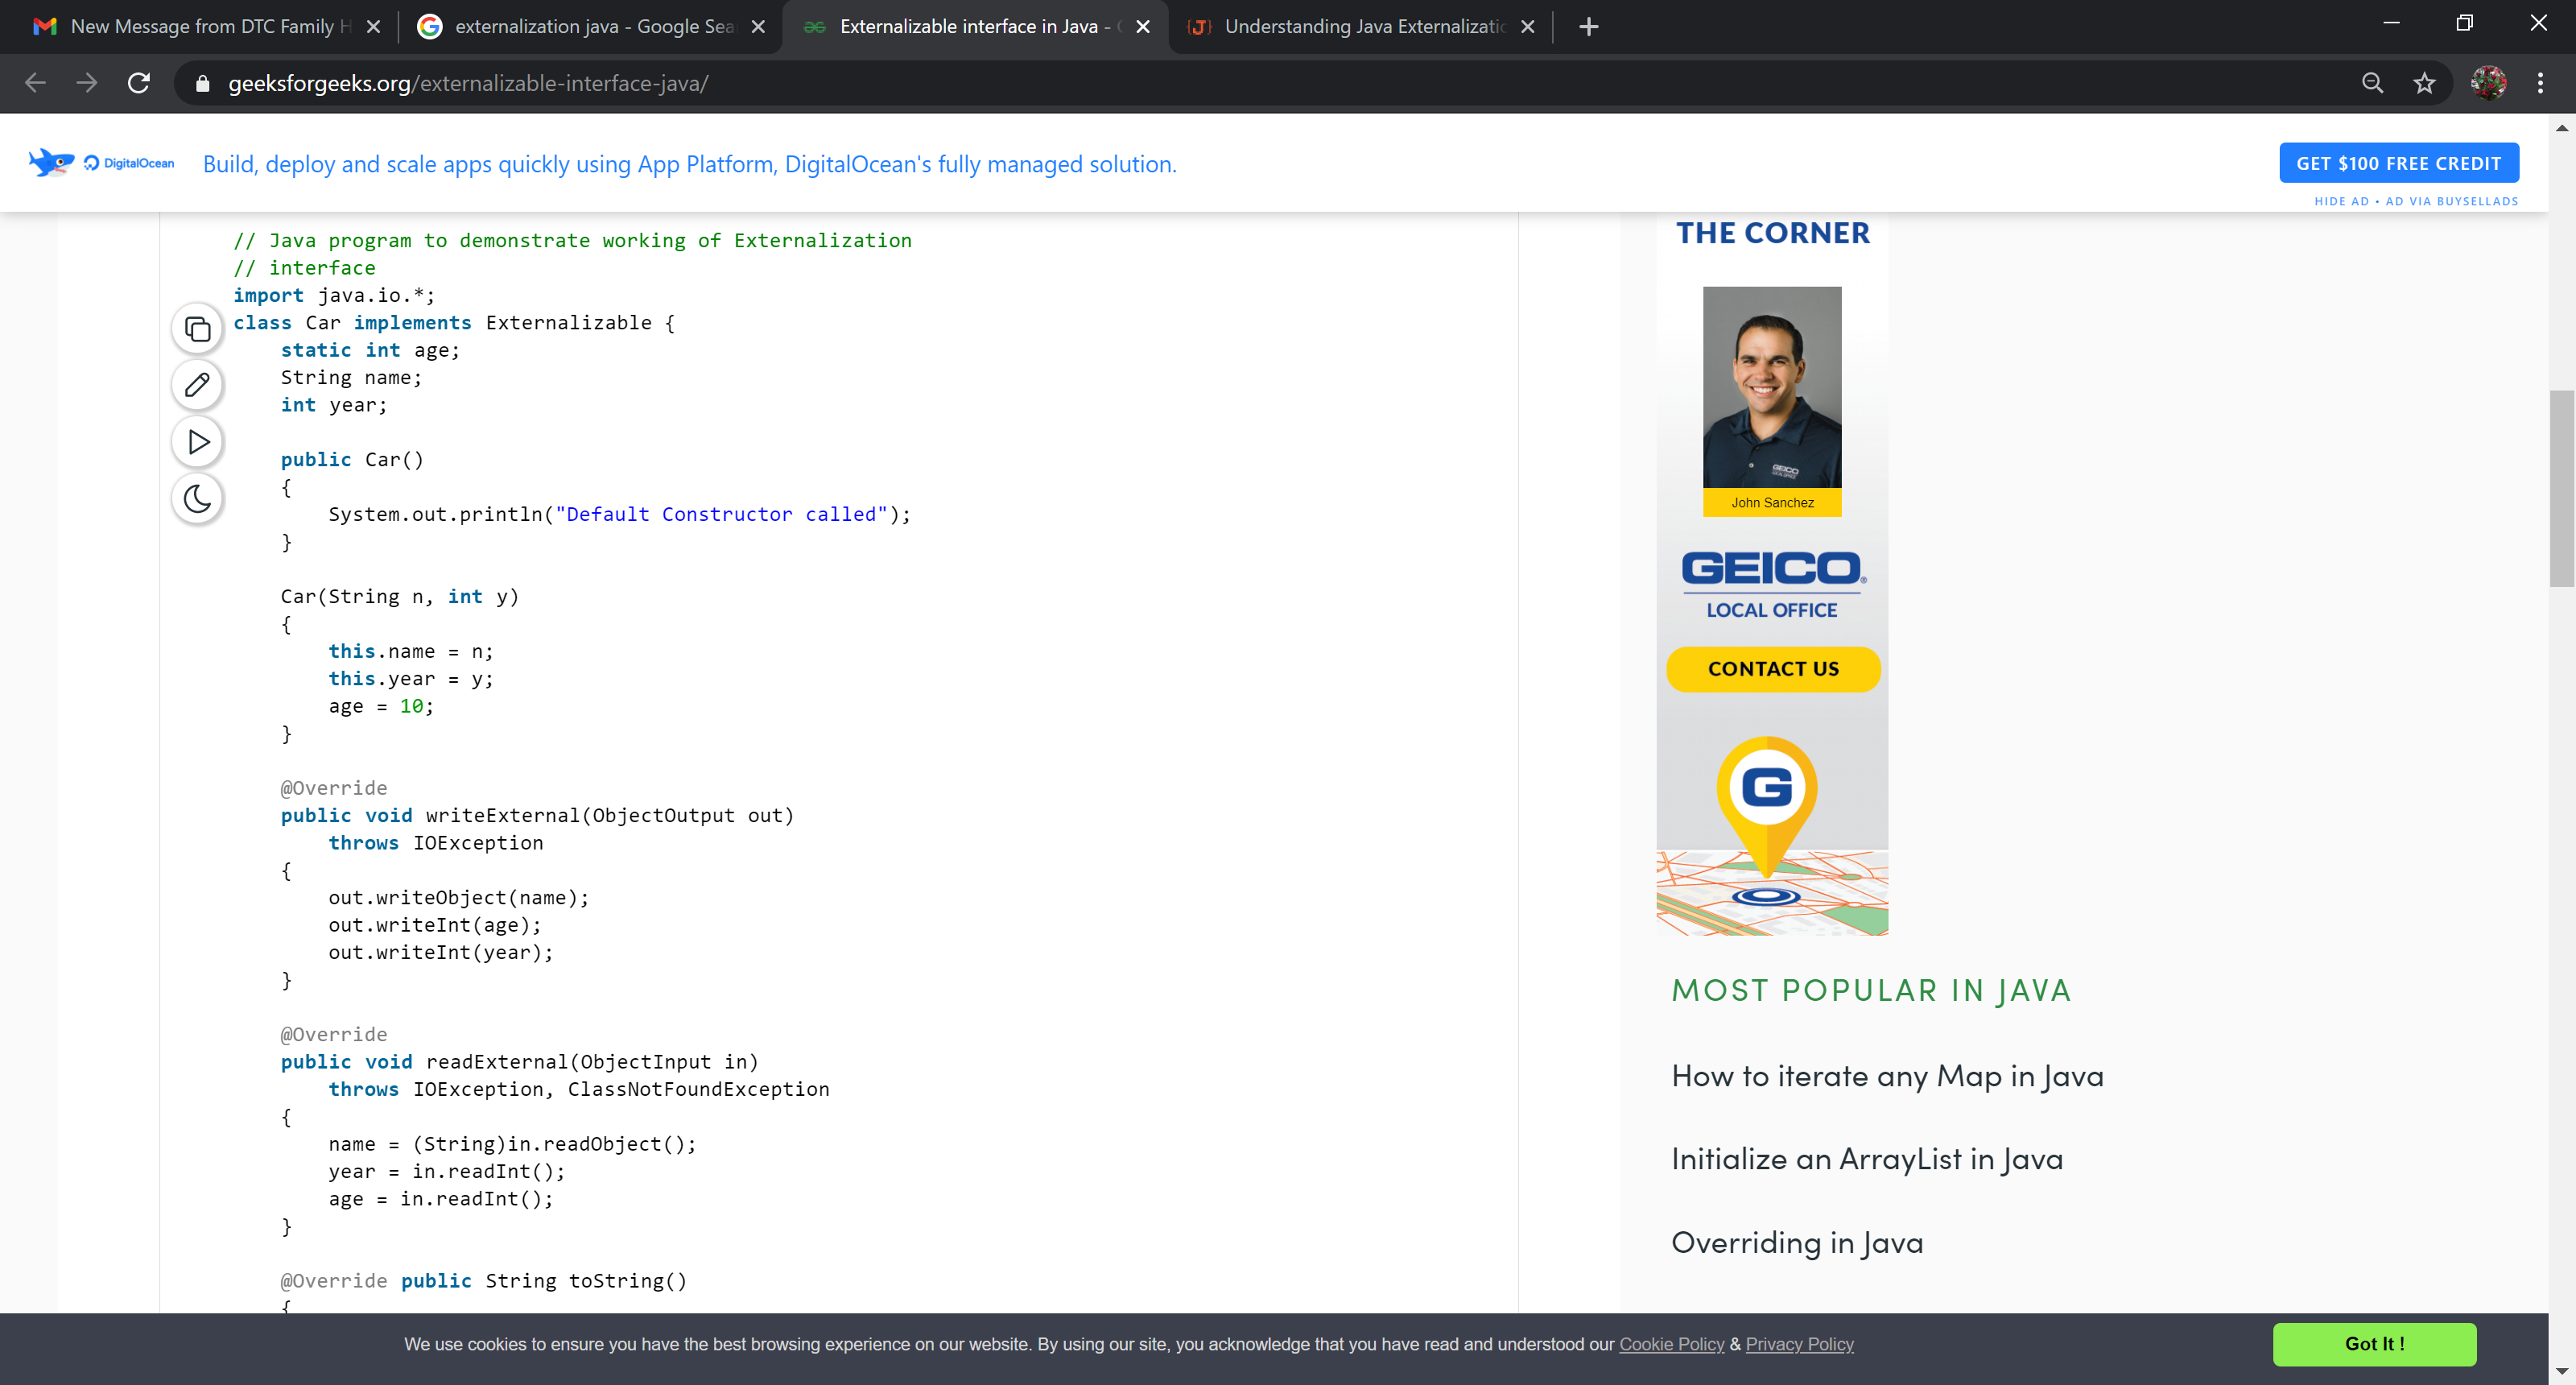 New Message from DTC Family H
externalization java - Google Sea
Externalizable interface in Java -
Understanding Java Externalizatio
geeksforgeeks.org/externalizable-interface-java/
DigitalOcean
Build, deploy and scale apps quickly using App Platform, DigitalOcean's fully managed solution.
GET $100 FREE CREDIT
HIDE AD • AD VIA BUYSELLADS
// Java program to demonstrate working of Externalization
// interface
import java.io.*;
class Car implements Externalizable {
    static int age;
    String name;
    int year;
    public Car()
    {
        System.out.println("Default Constructor called");
    }
    Car(String n, int y)
    {
        this.name = n;
        this.year = y;
        age = 10;
    }
    @Override
    public void writeExternal(ObjectOutput out)
        throws IOException
    {
        out.writeObject(name);
        out.writeInt(age);
        out.writeInt(year);
    }
    @Override
    public void readExternal(ObjectInput in)
        throws IOException, ClassNotFoundException
    {
        name = (String)in.readObject();
        year = in.readInt();
        age = in.readInt();
    }
    @Override public String toString()
    {
THE CORNER
GEICO
John Sanchez
GEICO®
LOCAL OFFICE
CONTACT US
G
MOST POPULAR IN JAVA
How to iterate any Map in Java
Initialize an ArrayList in Java
Overriding in Java
We use cookies to ensure you have the best browsing experience on our website. By using our site, you acknowledge that you have read and understood our Cookie Policy & Privacy Policy
Got It !